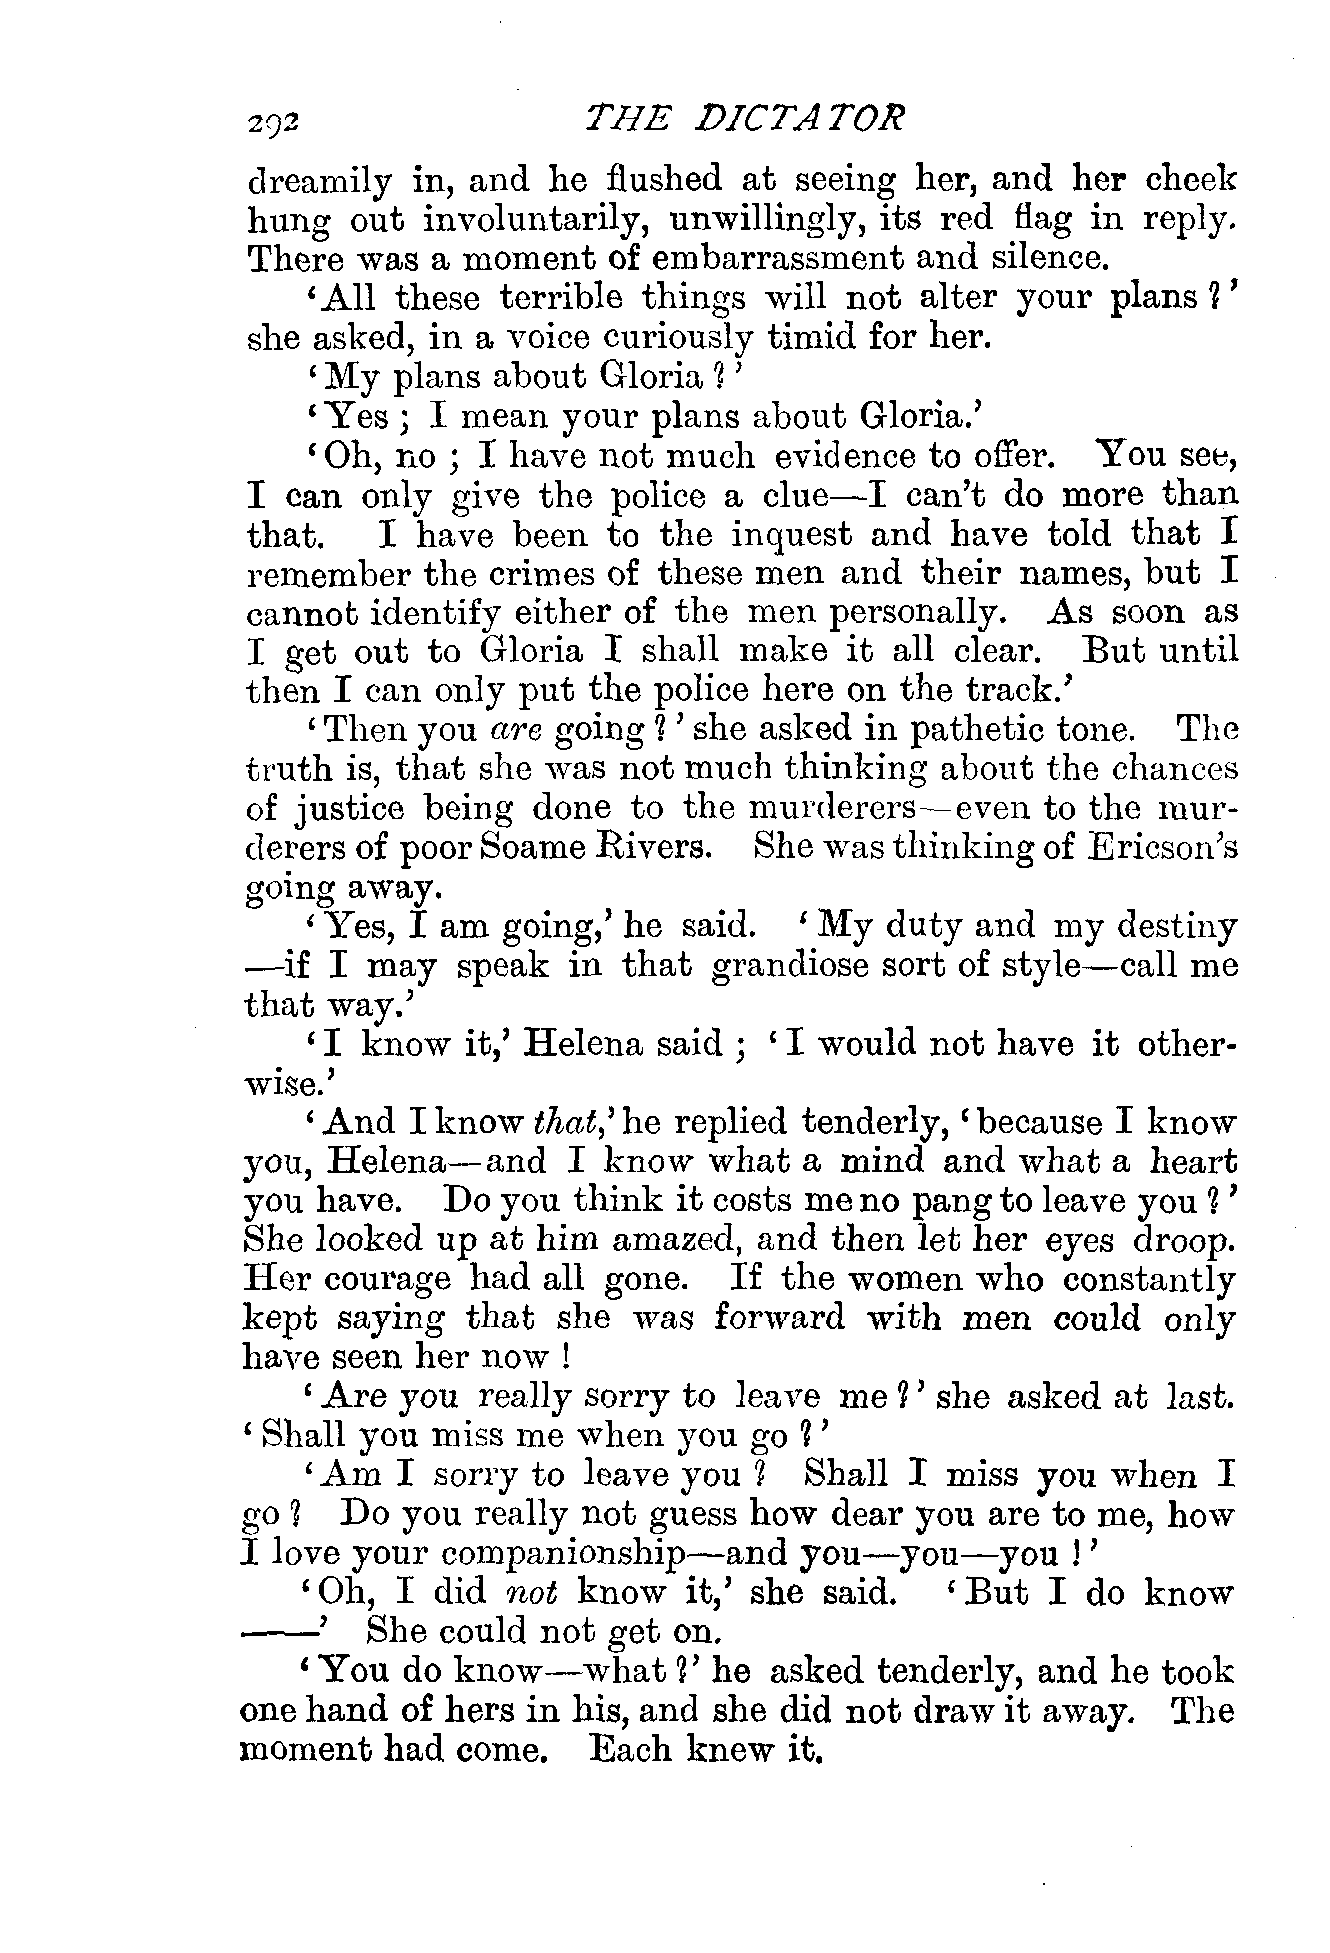 292 THE DICTATOR
dreamily in, and he flushed at seeing her, and her cheek
hung out involuntarily, unwillingly, its red flag in reply.
There was a moment of embarrassment and silence.
‘All these terrible things will not alter your plans?’
she asked, in a voice curiously timid for her.
‘My plans about Gloria?’
‘Yes; I mean your plans about Gloria.’
‘Oh, no; I have not much evidence to offer. You see,
I can only give the police a clue—I can’t do more than
that. I have been to the inquest and have told that I
remember the crimes of these men and their names, but I
cannot identify either of the men personally. As soon as
I get out to Gloria I shall make it all clear. But until
then I can only put the police here on the track.’
‘Then you are going?’ she asked in pathetic tone. The
truth is, that she was not much thinking about the chances
of justice being done to the murderers—even to the mur-
derers of poor Soame Rivers. She was thinking of Ericson’s
going away.
‘Yes, I am going,’ he said. ‘My duty and my destiny
—if I may speak in that grandiose sort of style—call me
that way.’
‘I know it,’ Helena said; ‘I would not have it other-
wise.’
‘And I know that,’ he replied tenderly, ‘because I know
you, Helena—and I know what a mind and what a heart
you have. Do you think it costs me no pang to leave you?’
She looked up at him amazed, and then let her eyes droop.
Her courage had all gone. If the women who constantly
kept saying that she was forward with men could only
have seen her now!
‘Are you really sorry to leave me?’ she asked at last.
‘Shall you miss me when you go?’
‘Am I sorry to leave you? Shall I miss you when I
go? Do you really not guess how dear you are to me, how
I love your companionship—and you—you—you!’
‘Oh, I did not know it,’ she said. ‘But I do know
——’ She could not get on.
‘You do know—what?’ he asked tenderly, and he took
one hand of hers in his, and she did not draw it away. The
moment had come. Each knew it.